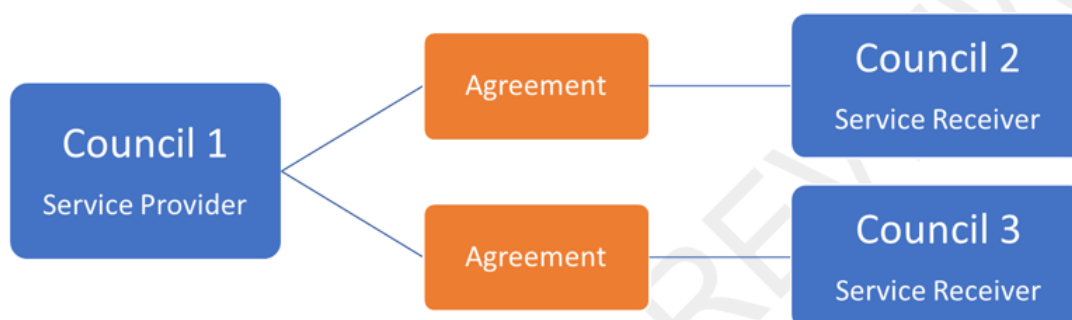 Council 1
Service Provider
Agreement
Council 2
Service Receiver
Agreement
Council 3
Service Receiver